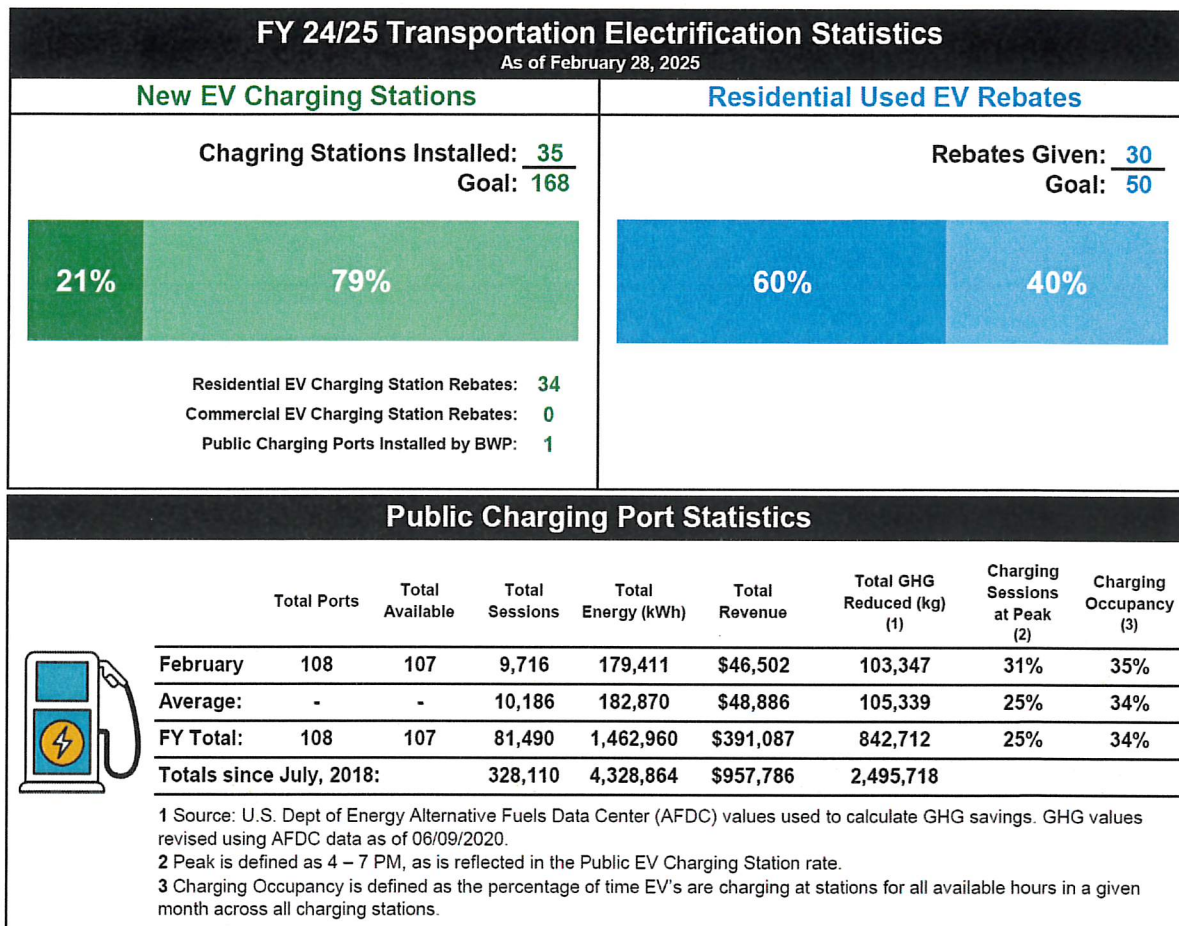 FY 24/25 Transportation Electrification Statistics
As of February 28, 2025
New EV Charging Stations
Chagring Stations Installed: 35
Goal: 168
21% 79%
Residential EV Charging Station Rebates: 34
Commercial EV Charging Station Rebates: 0
Public Charging Ports Installed by BWP: 1
Residential Used EV Rebates
Rebates Given: 30
Goal: 50
60% 40%
Public Charging Port Statistics
Total Ports Total Available Total Sessions Total Energy (kWh) Total Revenue Total GHG Reduced (kg) (1) Charging Sessions at Peak (2) Charging Occupancy (3)
February 108 107 9,716 179,411 $46,502 103,347 31% 35%
Average: - - 10,186 182,870 $48,886 105,339 25% 34%
FY Total: 108 107 81,490 1,462,960 $391,087 842,712 25% 34%
Totals since July, 2018: 328,110 4,328,864 $957,786 2,495,718
1 Source: U.S. Dept of Energy Alternative Fuels Data Center (AFDC) values used to calculate GHG savings. GHG values
revised using AFDC data as of 06/09/2020.
2 Peak is defined as 4 – 7 PM, as is reflected in the Public EV Charging Station rate.
3 Charging Occupancy is defined as the percentage of time EV's are charging at stations for all available hours in a given
month across all charging stations.